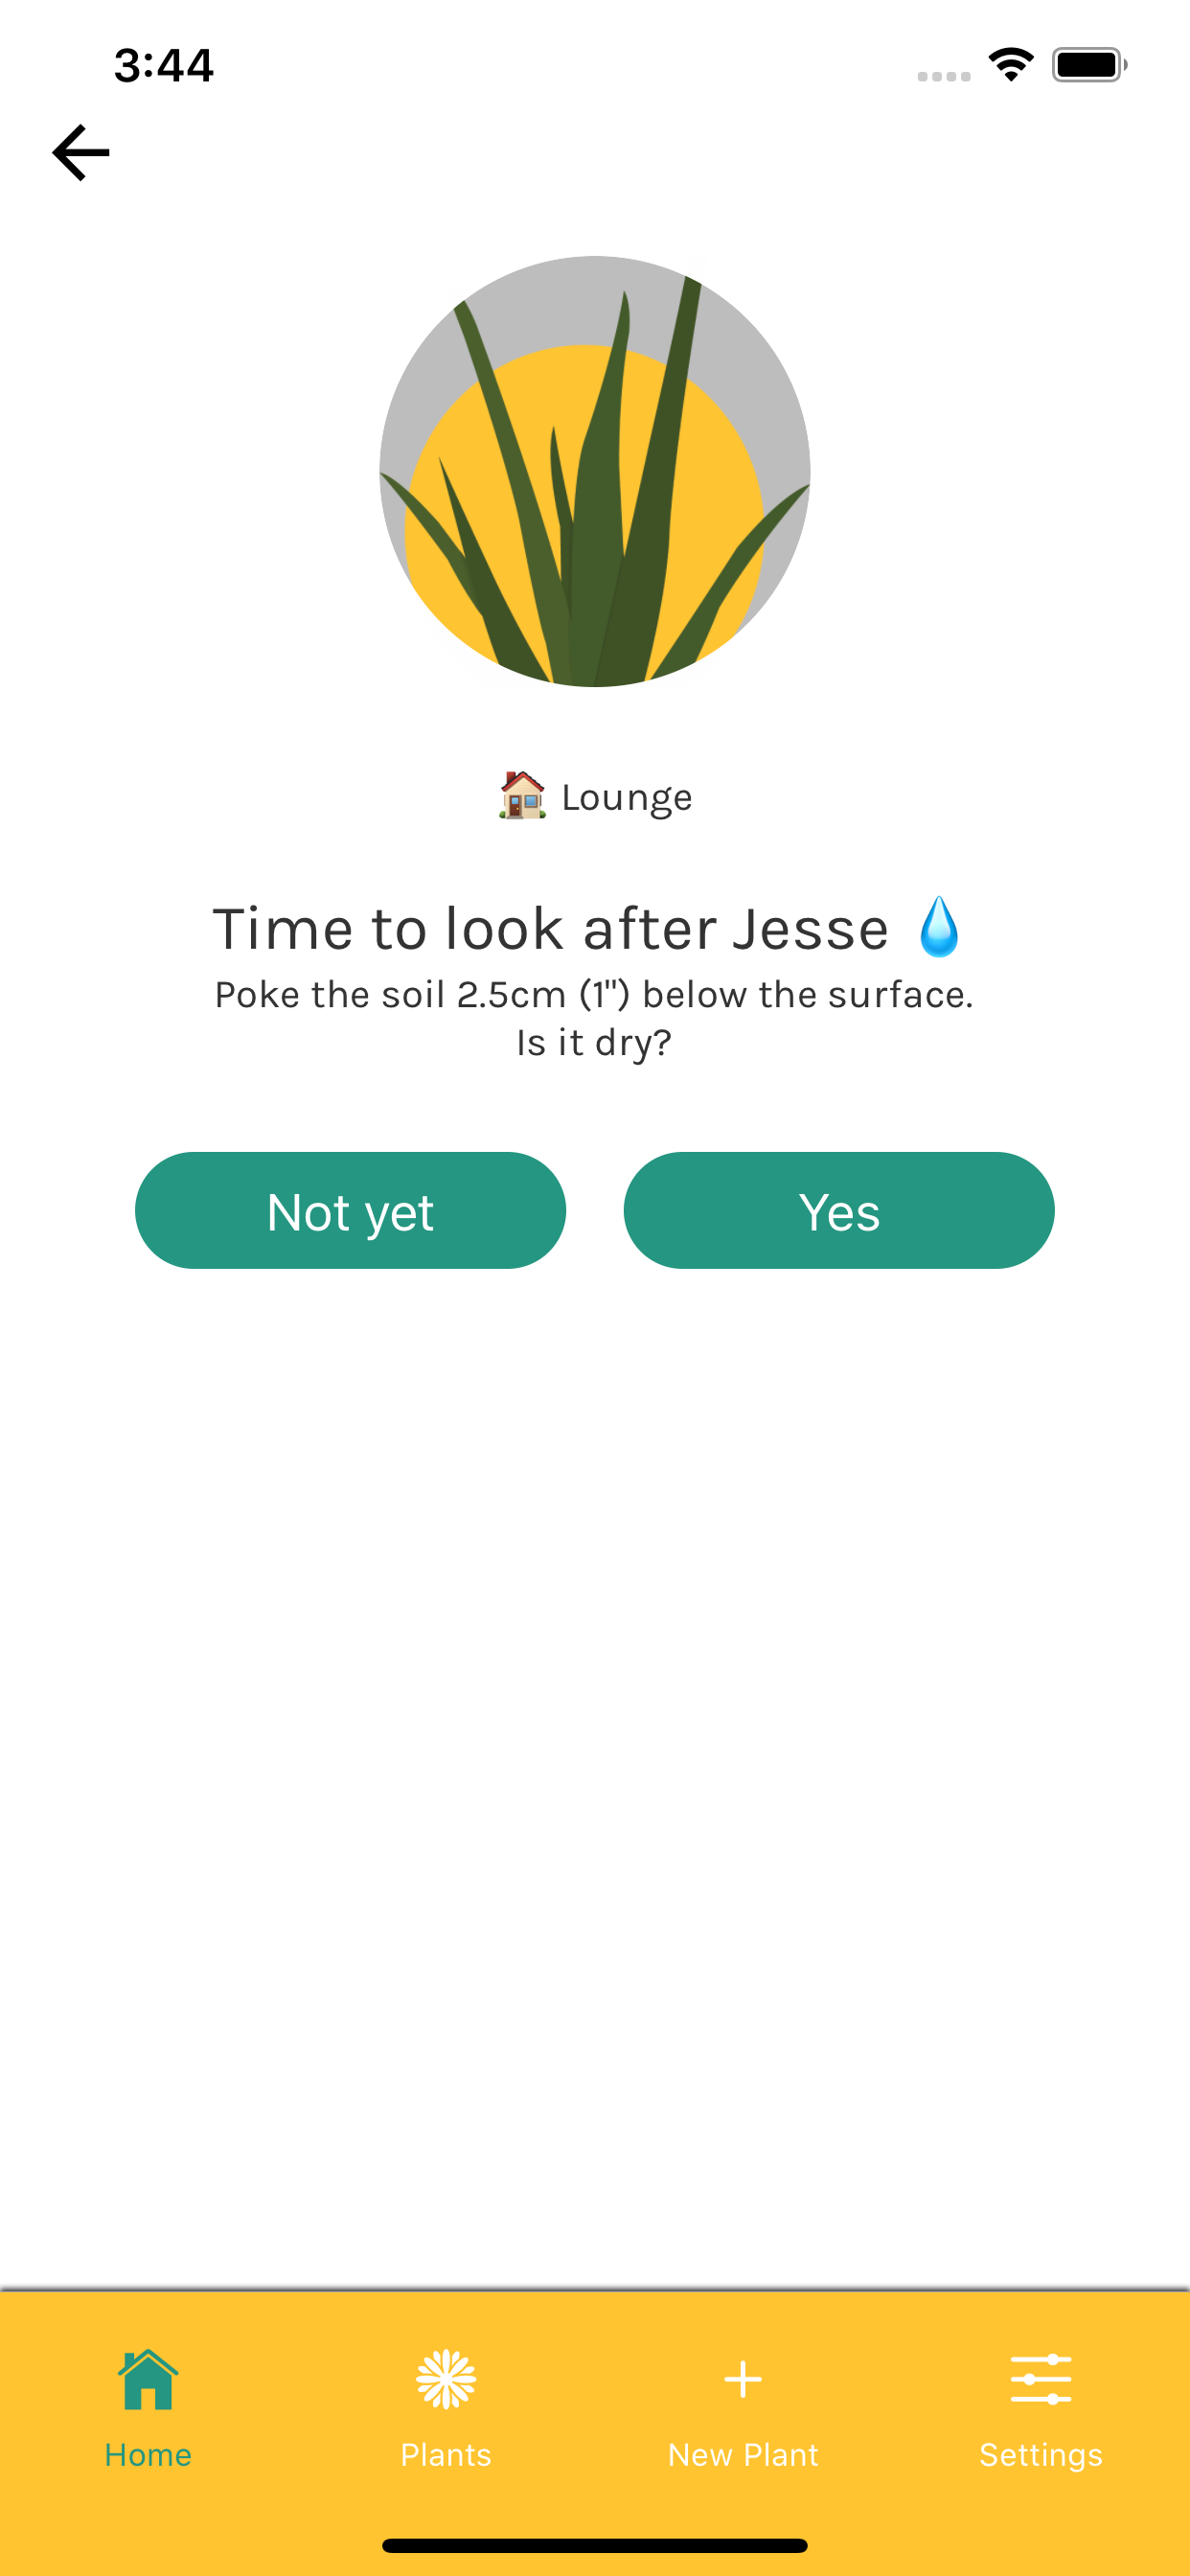 3:44
🏠 Lounge
Time to look after Jesse 💧
Poke the soil 2.5cm (1") below the surface.
Is it dry?
Not yet
Yes
Home
Plants
New Plant
Settings